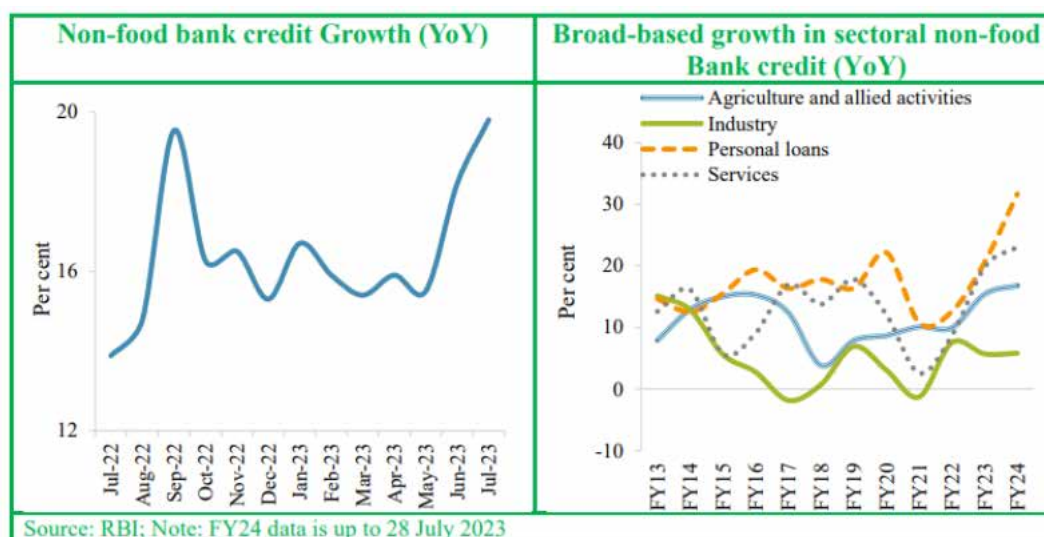 Non-food bank credit Growth (YoY)
Broad-based growth in sectoral non-food
Bank credit (YoY)
20
16
12
Per cent
Jul-22
Aug-22
Sep-22
Oct-22
Nov-22
Dec-22
Jan-23
Feb-23
Mar-23
Apr-23
May-23
Jun-23
Jul-23
Agriculture and allied activities
Industry
Personal loans
Services
40
30
20
10
0
-10
Per cent
FY13
FY14
FY15
FY16
FY17
FY18
FY19
FY20
FY21
FY22
FY23
FY24
Source: RBI; Note: FY24 data is up to 28 July 2023